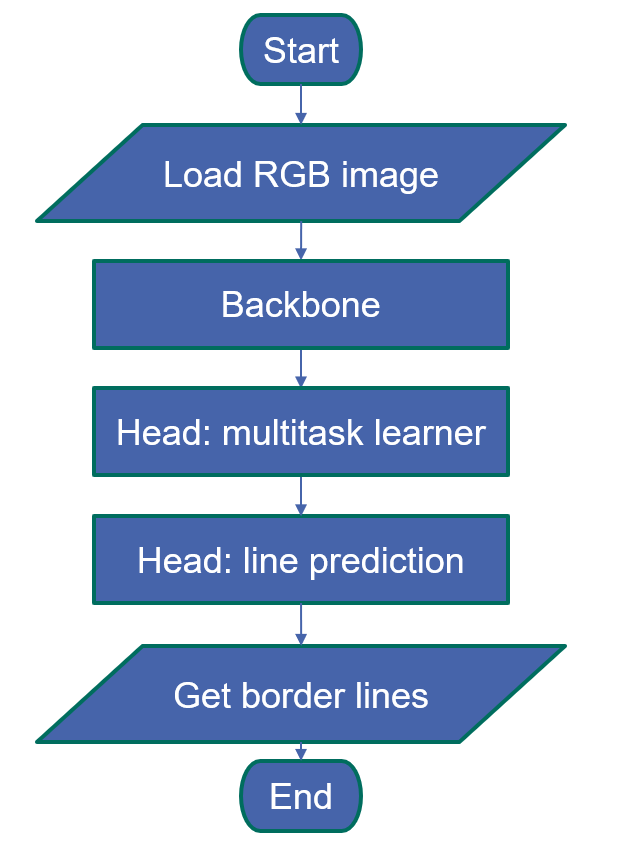 Start
Load RGB image
Backbone
Head: multitask learner
Head: line prediction
Get border lines
End